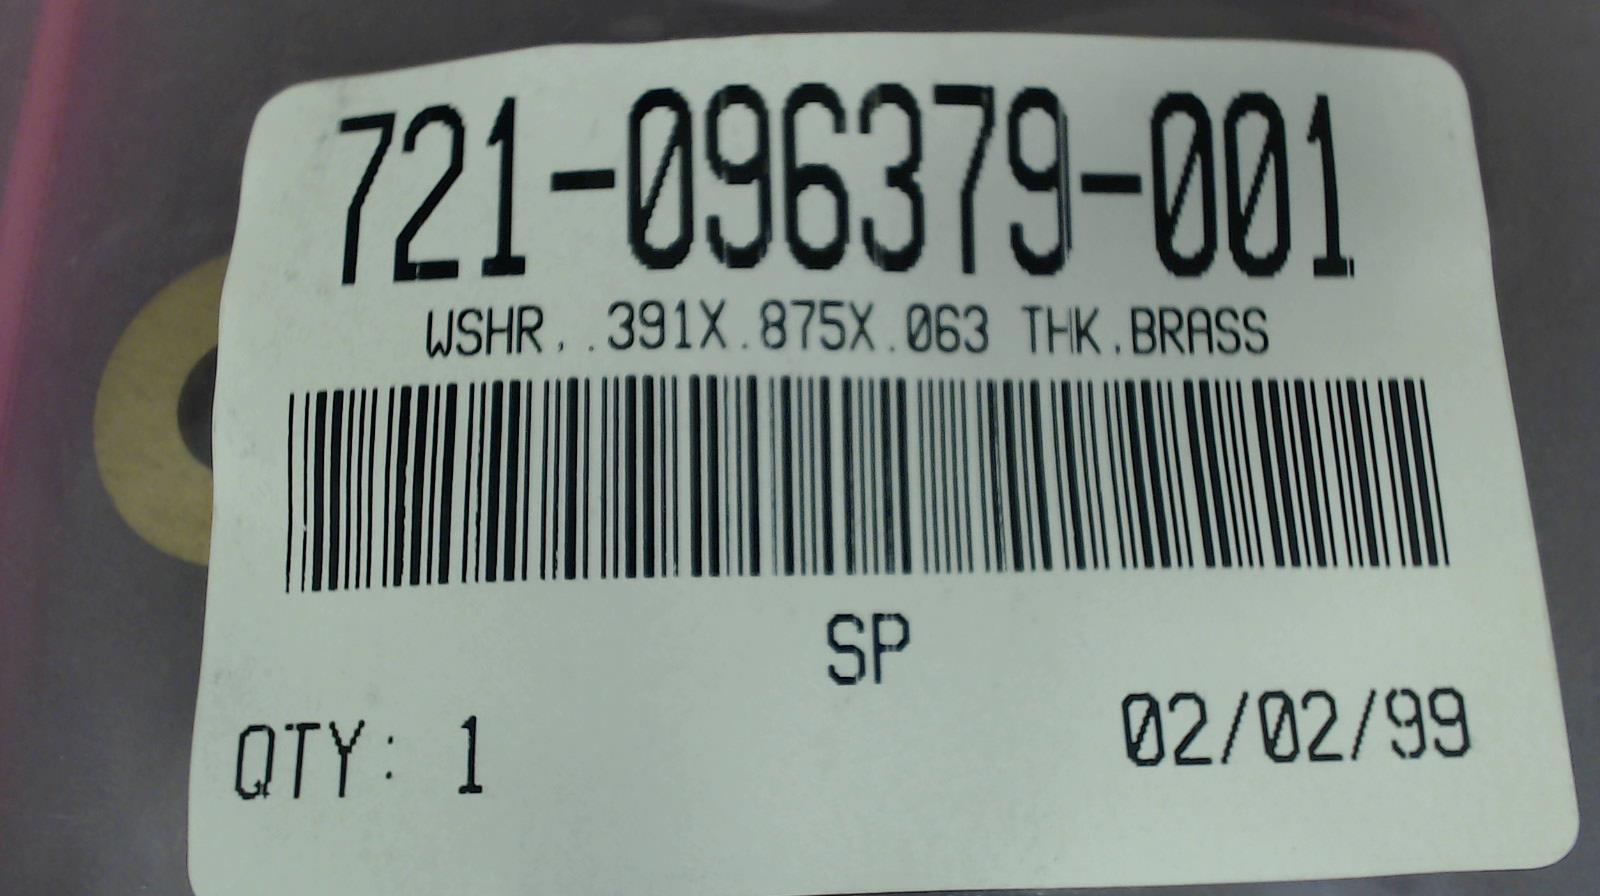 721-096379-001
WSHR,.391X.875X.063 THK.BRASS
SP
QTY: 1
02/02/99